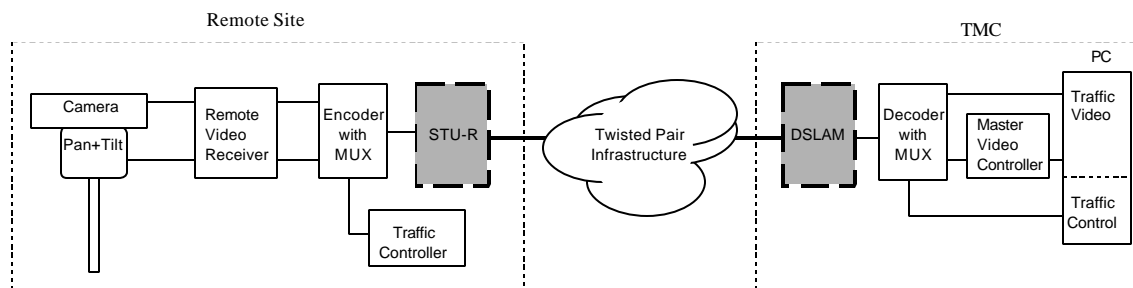 Remote Site
TMC
PC
Camera
Pan+Tilt
Remote
Video
Receiver
Encoder
with
MUX
STU-R
Traffic
Controller
Twisted Pair
Infrastructure
DSLAM
Decoder
with
MUX
Master
Video
Controller
Traffic
Video
Traffic
Control